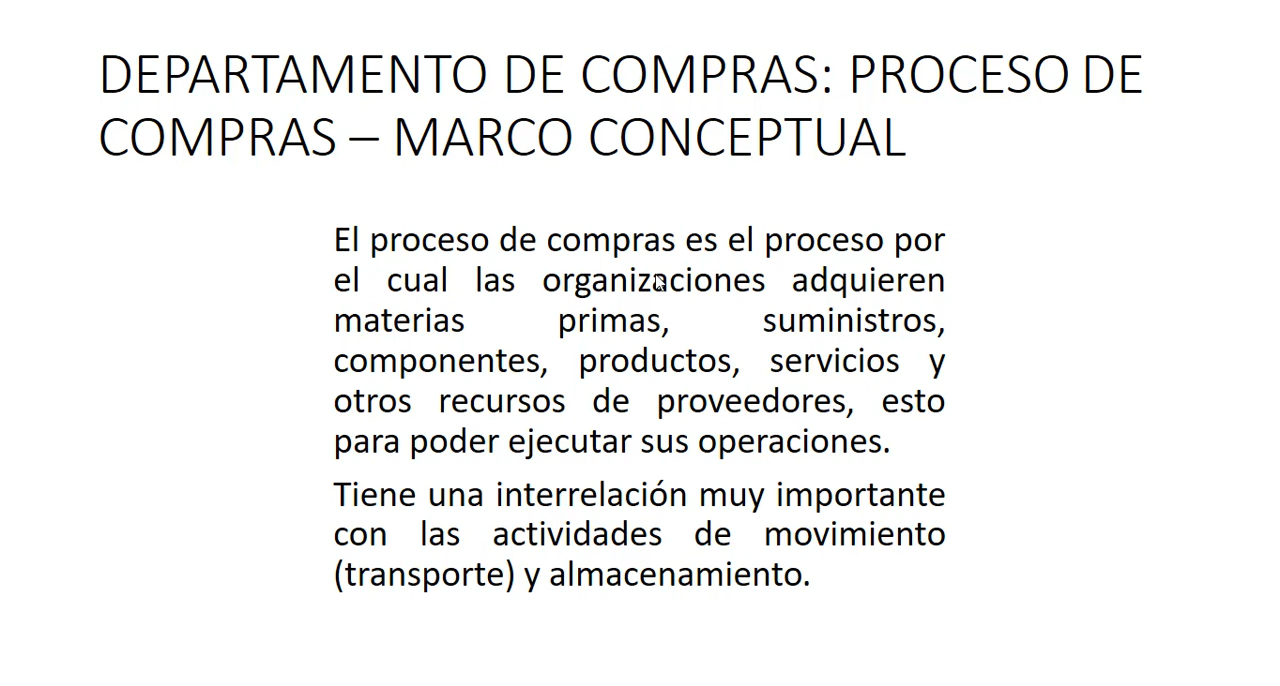 DEPARTAMENTO DE COMPRAS: PROCESO DE
COMPRAS – MARCO CONCEPTUAL
El proceso de compras es el proceso por
el cual las organizaciones adquieren
materias primas, suministros,
componentes, productos, servicios y
otros recursos de proveedores, esto
para poder ejecutar sus operaciones.
Tiene una interrelación muy importante
con las actividades de movimiento
(transporte) y almacenamiento.